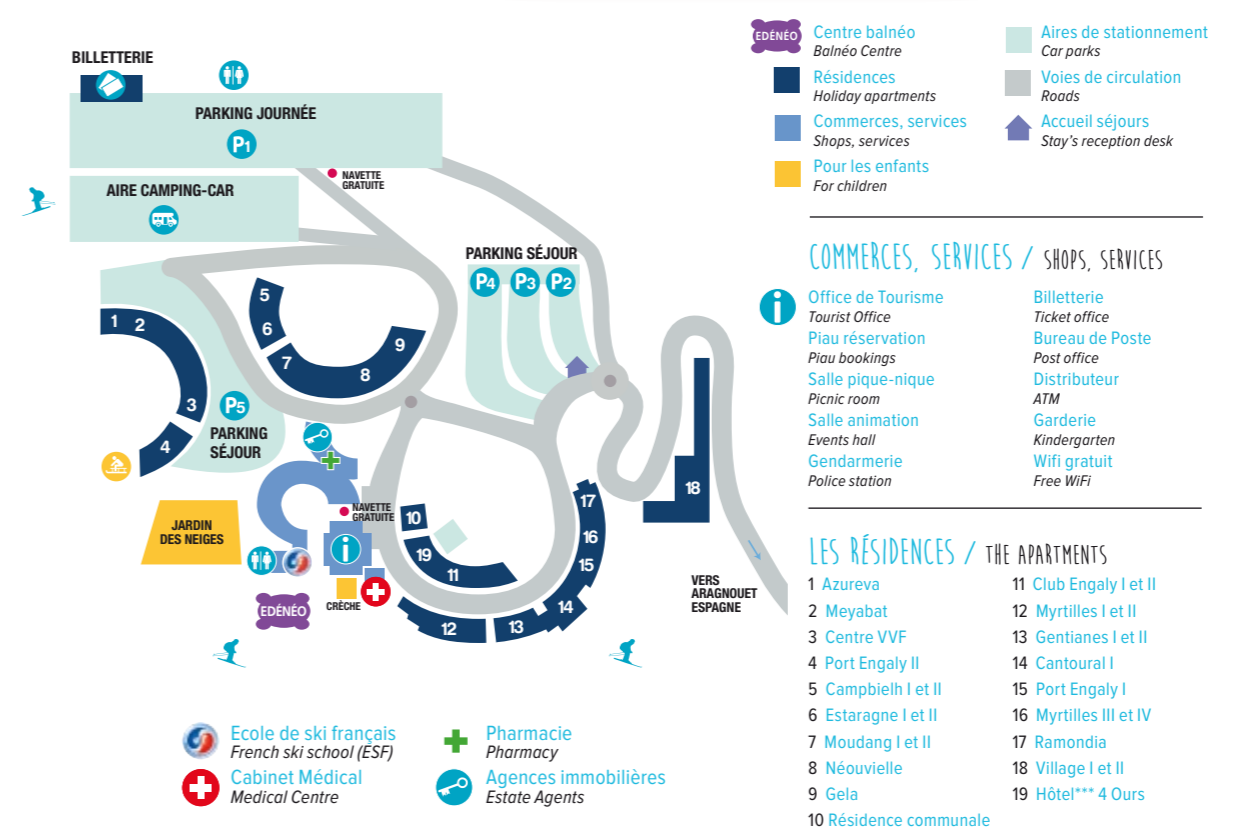 BILLETTERIE
PARKING JOURNÉE
P1
NAVETTE
GRATUITE
AIRE CAMPING-CAR
PARKING SÉJOUR
P4
P3
P2
1
2
3
4
5
6
7
8
9
P5
PARKING
SÉJOUR
JARDIN
DES NEIGES
NAVETTE
GRATUITE
i
CRÈCHE
EDÉNÉO
10
19
11
12
13
14
15
16
17
18
VERS
ARAGNOUET
ESPAGNE
Ecole de ski français
French ski school (ESF)
Cabinet Médical
Medical Centre
Pharmacie
Pharmacy
Agences immobilières
Estate Agents
EDÉNÉO
Centre balnéo
Balnéo Centre
Résidences
Holiday apartments
Commerces, services
Shops, services
Pour les enfants
For children
Aires de stationnement
Car parks
Voies de circulation
Roads
Accueil séjours
Stay's reception desk
COMMERCES, SERVICES / SHOPS, SERVICES
i
Office de Tourisme
Tourist Office
Piau réservation
Piau bookings
Salle pique-nique
Picnic room
Salle animation
Events hall
Gendarmerie
Police station
Billetterie
Ticket office
Bureau de Poste
Post office
Distributeur
ATM
Garderie
Kindergarten
Wifi gratuit
Free WiFi
LES RÉSIDENCES / THE APARTMENTS
1 Azureva
2 Meyabat
3 Centre VVF
4 Port Engaly II
5 Campbielh I et II
6 Estaragne I et II
7 Moudang I et II
8 Néouvielle
9 Gela
10 Résidence communale
11 Club Engaly I et II
12 Myrtilles I et II
13 Gentianes I et II
14 Cantoural I
15 Port Engaly I
16 Myrtilles III et IV
17 Ramondia
18 Village I et II
19 Hôtel*** 4 Ours